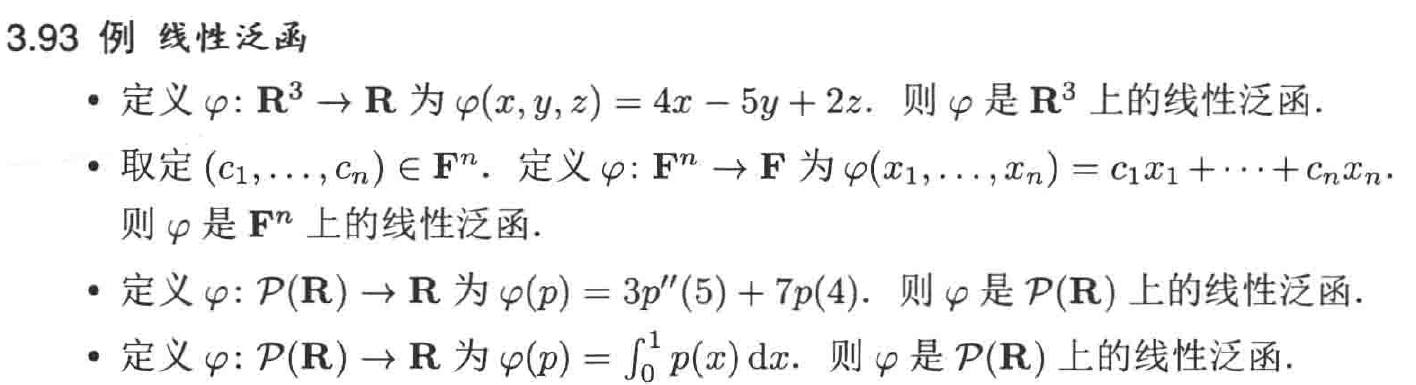 3.93 例 线性泛函
• 定义 φ: R³ → R 为 φ(x, y, z) = 4x − 5y + 2z. 则 φ 是 R³ 上的线性泛函.
• 取定 (c₁, . . . , cₙ) ∈ Fⁿ. 定义 φ: Fⁿ → F 为 φ(x₁, . . . , xₙ) = c₁x₁ + · · · + cₙxₙ.
则 φ 是 Fⁿ 上的线性泛函.
• 定义 φ: 𝒫(R) → R 为 φ(p) = 3p″(5) + 7p(4). 则 φ 是 𝒫(R) 上的线性泛函.
• 定义 φ: 𝒫(R) → R 为 φ(p) = ∫₀¹ p(x) dx. 则 φ 是 𝒫(R) 上的线性泛函.